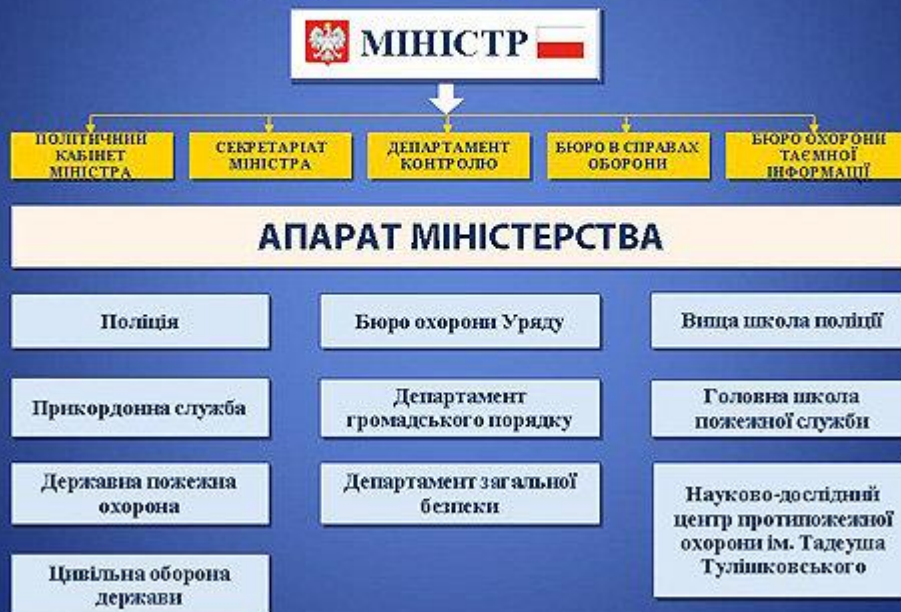 МІНІСТР
ПОЛІТИЧНИЙ
КАБІНЕТ
МІНІСТРА
СЕКРЕТАРІАТ
МІНІСТРА
ДЕПАРТАМЕНТ
КОНТРОЛЮ
БЮРО В СПРАВАХ
ОБОРОНИ
БЮРО ОХОРОНИ
ТАЄМНОЇ
ІНФОРМАЦІЇ
АПАРАТ МІНІСТЕРСТВА
Поліція
Бюро охорони Уряду
Вища школа поліції
Прикордонна служба
Департамент
громадського порядку
Головна школа
пожежної служби
Державна пожежна
охорона
Департамент загальної
безпеки
Науково-дослідний
центр протипожежної
охорони ім. Тадеуша
Тулішковського
Цивільна оборона
держави